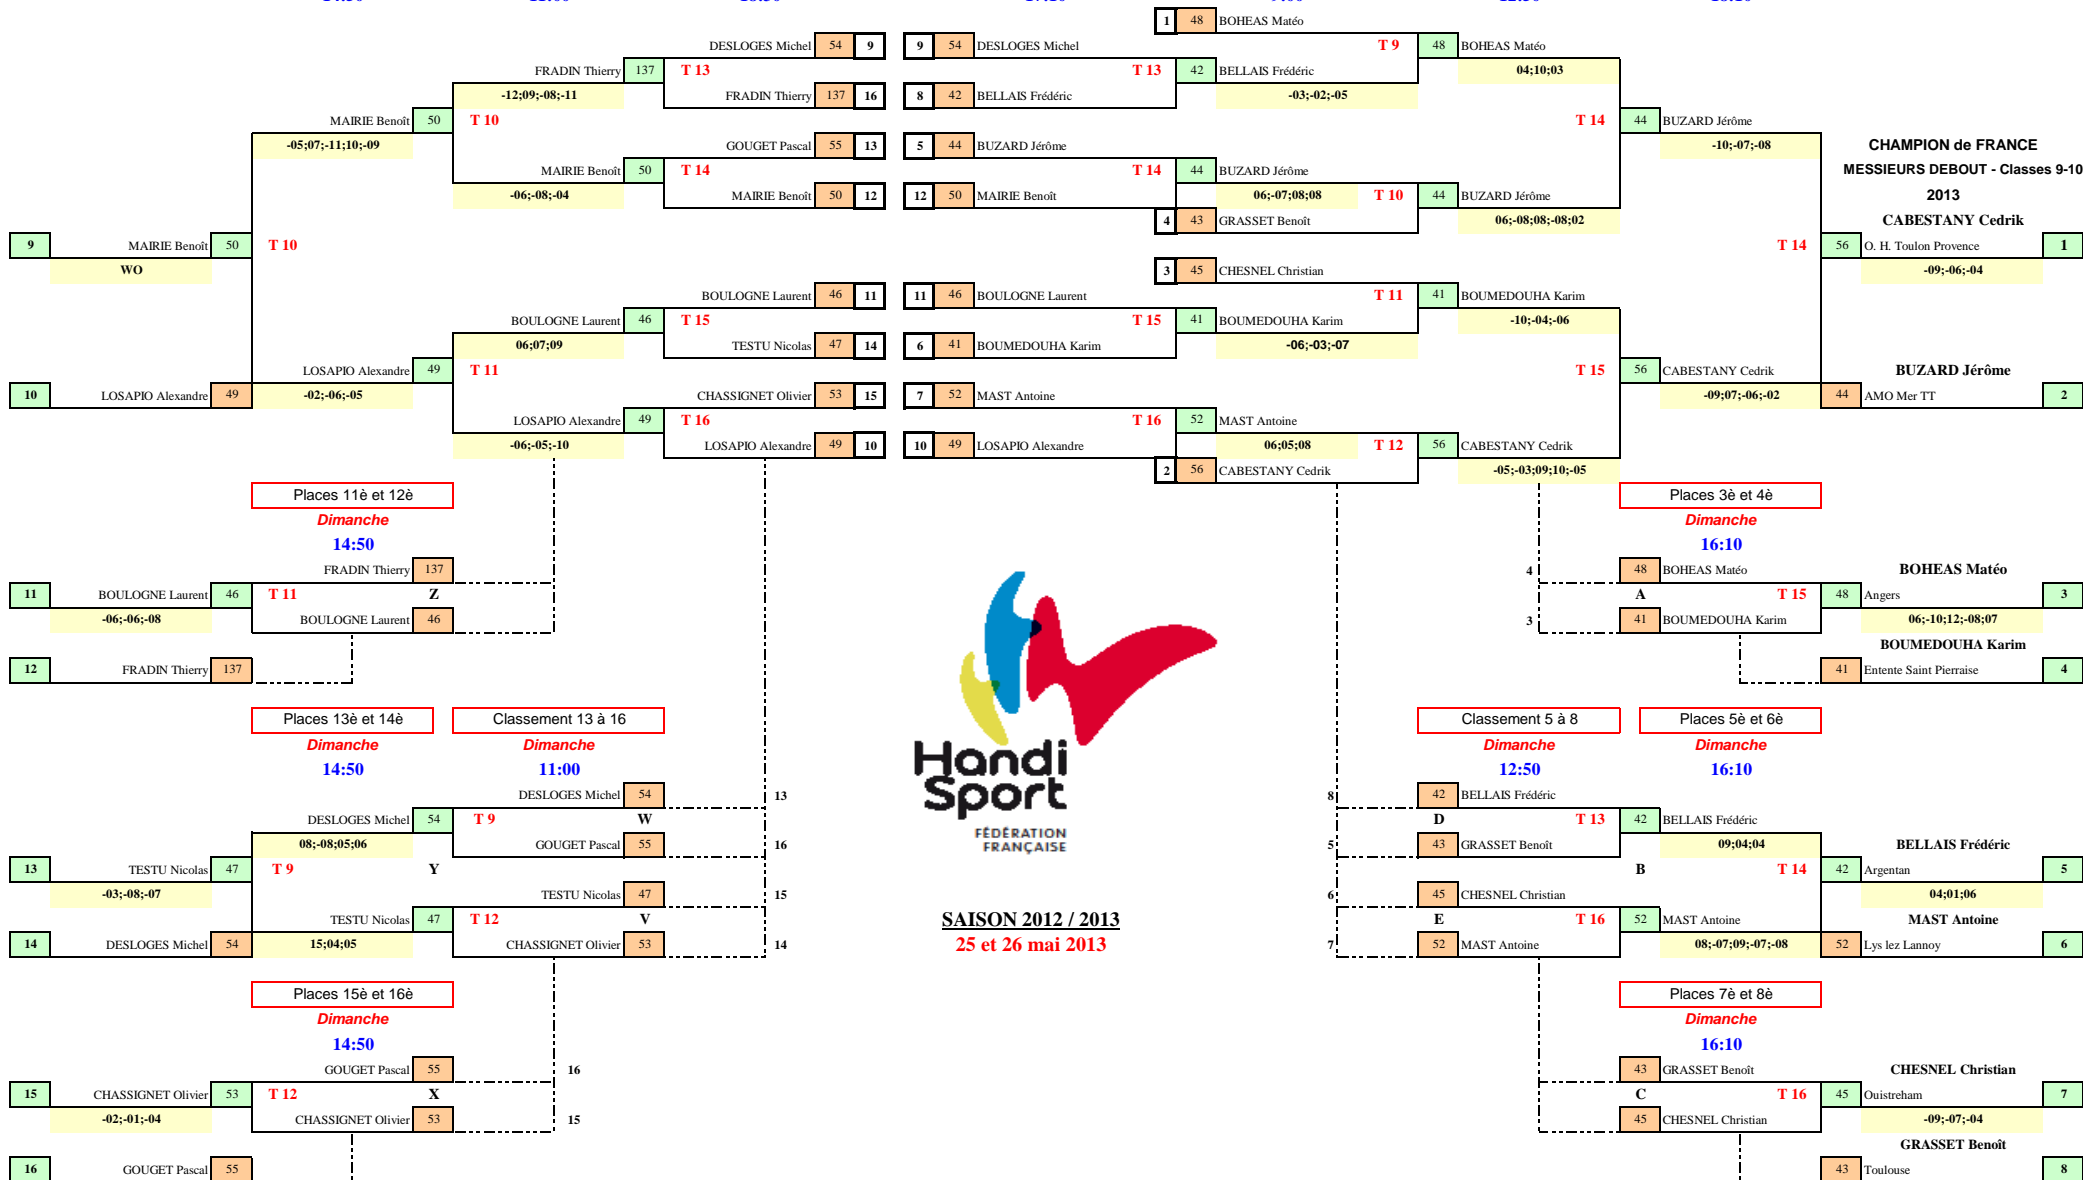 1 48 BOHEAS Matéo
DESLOGES Michel 54 9 9 54 DESLOGES Michel T 9 48 BOHEAS Matéo
FRADIN Thierry 137 T 13 T 13 42 BELLAIS Frédéric 04;10;03
-12;09;-08;-11 FRADIN Thierry 137 16 8 42 BELLAIS Frédéric -03;-02;-05
MAIRIE Benoît 50 T 10 T 14 44 BUZARD Jérôme
-05;07;-11;10;-09 GOUGET Pascal 55 13 5 44 BUZARD Jérôme -10;-07;-08 CHAMPION de FRANCE
MAIRIE Benoît 50 T 14 T 14 44 BUZARD Jérôme MESSIEURS DEBOUT - Classes 9-10
-06;-08;-04 MAIRIE Benoît 50 12 12 50 MAIRIE Benoît 06;-07;08;08 T 10 44 BUZARD Jérôme 2013
4 43 GRASSET Benoît 06;-08;08;-08;02 CABESTANY Cedrik
9 MAIRIE Benoît 50 T 10 T 14 56 O. H. Toulon Provence 1
WO 3 45 CHESNEL Christian -09;-06;-04
BOULOGNE Laurent 46 11 11 46 BOULOGNE Laurent T 11 41 BOUMEDOUHA Karim
BOULOGNE Laurent 46 T 15 T 15 41 BOUMEDOUHA Karim -10;-04;-06
06;07;09 TESTU Nicolas 47 14 6 41 BOUMEDOUHA Karim -06;-03;-07
LOSAPIO Alexandre 49 T 11 T 15 56 CABESTANY Cedrik BUZARD Jérôme
10 LOSAPIO Alexandre 49 -02;-06;-05 CHASSIGNET Olivier 53 15 7 52 MAST Antoine -09;07;-06;-02 44 AMO Mer TT 2
LOSAPIO Alexandre 49 T 16 T 16 52 MAST Antoine
-06;-05;-10 LOSAPIO Alexandre 49 10 10 49 LOSAPIO Alexandre 06;05;08 T 12 56 CABESTANY Cedrik
2 56 CABESTANY Cedrik -05;-03;09;10;-05
Places 11è et 12è Places 3è et 4è
Dimanche Dimanche
14:50 16:10
FRADIN Thierry 137 4 48 BOHEAS Matéo BOHEAS Matéo
11 BOULOGNE Laurent 46 T 11 Z A T 15 48 Angers 3
-06;-06;-08 BOULOGNE Laurent 46 3 41 BOUMEDOUHA Karim 06;-10;12;-08;07
BOUMEDOUHA Karim
12 FRADIN Thierry 137 41 Entente Saint Pierraise 4
Places 13è et 14è Classement 13 à 16 Classement 5 à 8 Places 5è et 6è
Dimanche Dimanche Handi Dimanche Dimanche
14:50 11:00 Sport 12:50 16:10
DESLOGES Michel 54 13 8 42 BELLAIS Frédéric
DESLOGES Michel 54 T 9 W FÉDÉRATION D T 13 42 BELLAIS Frédéric
08;-08;05;06 GOUGET Pascal 55 16 FRANÇAISE 5 43 GRASSET Benoît 09;04;04 BELLAIS Frédéric
13 TESTU Nicolas 47 T 9 Y B T 14 42 Argentan 5
-03;-08;-07 TESTU Nicolas 47 15 6 45 CHESNEL Christian 04;01;06
TESTU Nicolas 47 T 12 V SAISON 2012 / 2013 E T 16 52 MAST Antoine MAST Antoine
14 DESLOGES Michel 54 15;04;05 CHASSIGNET Olivier 53 14 25 et 26 mai 2013 7 52 MAST Antoine 08;-07;09;-07;-08 52 Lys lez Lannoy 6
Places 15è et 16è Places 7è et 8è
Dimanche Dimanche
14:50 16:10
GOUGET Pascal 55 16 43 GRASSET Benoît CHESNEL Christian
15 CHASSIGNET Olivier 53 T 12 X C T 16 45 Ouistreham 7
-02;-01;-04 CHASSIGNET Olivier 53 15 45 CHESNEL Christian -09;-07;-04
GRASSET Benoît
16 GOUGET Pascal 55 43 Toulouse 8